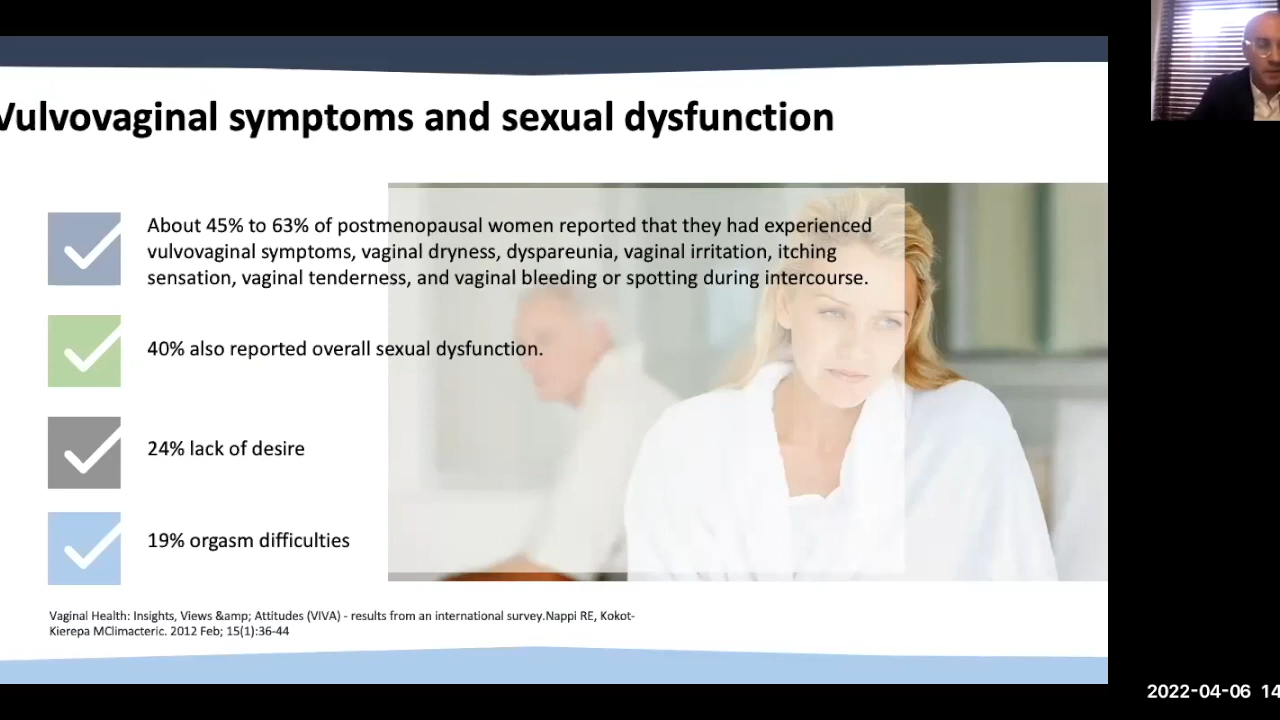 Vulvovaginal symptoms and sexual dysfunction
About 45% to 63% of postmenopausal women reported that they had experienced
vulvovaginal symptoms, vaginal dryness, dyspareunia, vaginal irritation, itching
sensation, vaginal tenderness, and vaginal bleeding or spotting during intercourse.
40% also reported overall sexual dysfunction.
24% lack of desire
19% orgasm difficulties
Vaginal Health: Insights, Views &amp; Attitudes (VIVA) - results from an international survey.Nappi RE, Kokot-
Kierepa MClimacteric. 2012 Feb; 15(1):36-44
2022-04-06 14